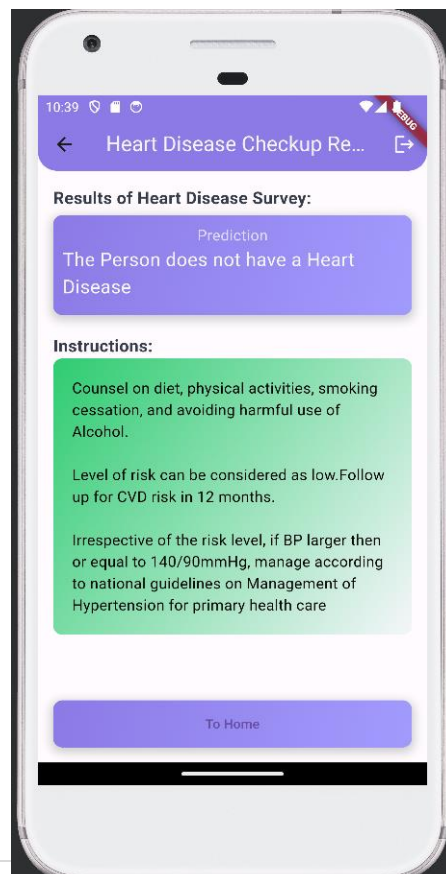 10:39
Heart Disease Checkup Re...
Results of Heart Disease Survey:
Prediction
The Person does not have a Heart
Disease
Instructions:
Counsel on diet, physical activities, smoking
cessation, and avoiding harmful use of
Alcohol.
Level of risk can be considered as low.Follow
up for CVD risk in 12 months.
Irrespective of the risk level, if BP larger then
or equal to 140/90mmHg, manage according
to national guidelines on Management of
Hypertension for primary health care
To Home